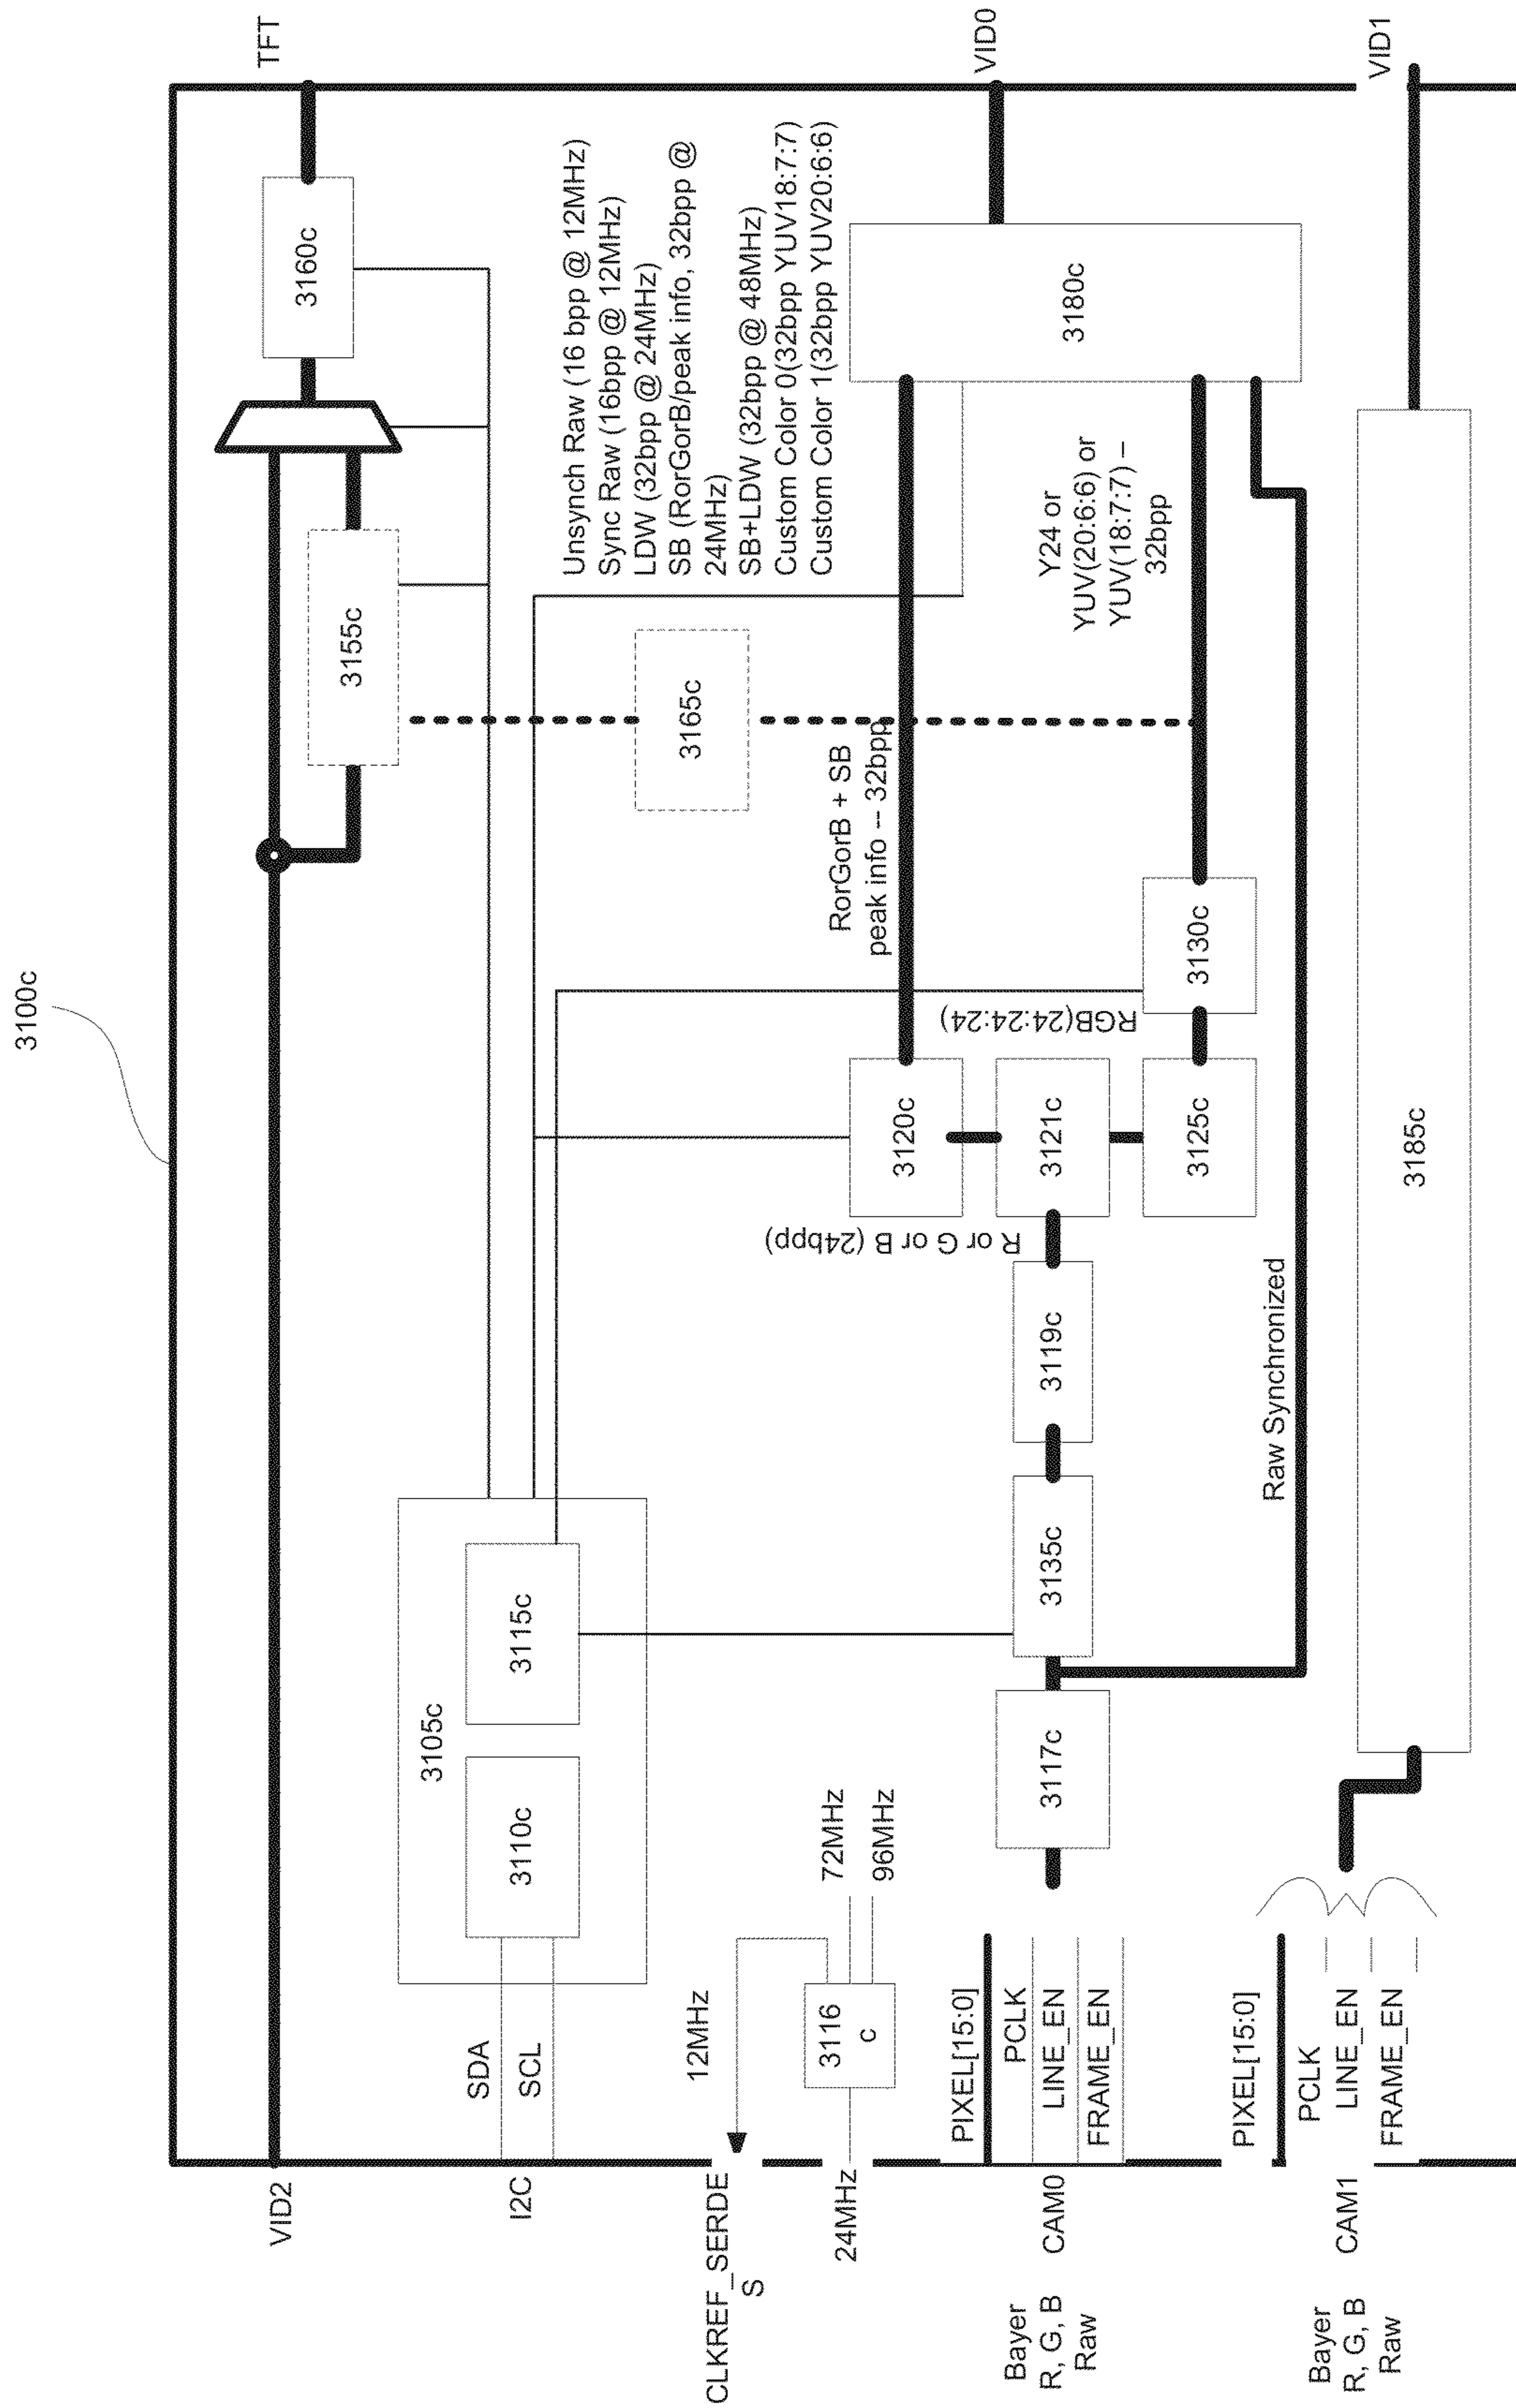 3100c
VID2
TFT
3155c
3160c
I2C
SDA
SCL
3105c
3110c
3115c
3165c
Unsynch Raw (16 bpp @ 12MHz)
Sync Raw (16bpp @ 12MHz)
LDW (32bpp @ 24MHz)
SB (RorGorB/peak info, 32bpp @
24MHz)
SB+LDW (32bpp @ 48MHz)
Custom Color 0(32bpp YUV18:7:7)
Custom Color 1(32bpp YUV20:6:6)
CLKREF_SERDE
S
12MHz
24MHz
3116
c
72MHz
96MHz
RorGorB + SB
peak info -- 32bpp
R or G or B (24bpp)
RGB(24:24:24)
3120c
3121c
3125c
3130c
Y24 or
YUV(20:6:6) or
YUV(18:7:7) –
32bpp
3180c
VID0
Bayer
R, G, B
Raw
CAM0
PIXEL[15:0]
PCLK
LINE_EN
FRAME_EN
3117c
3135c
3119c
Raw Synchronized
Bayer
R, G, B
Raw
CAM1
PIXEL[15:0]
PCLK
LINE_EN
FRAME_EN
3185c
VID1